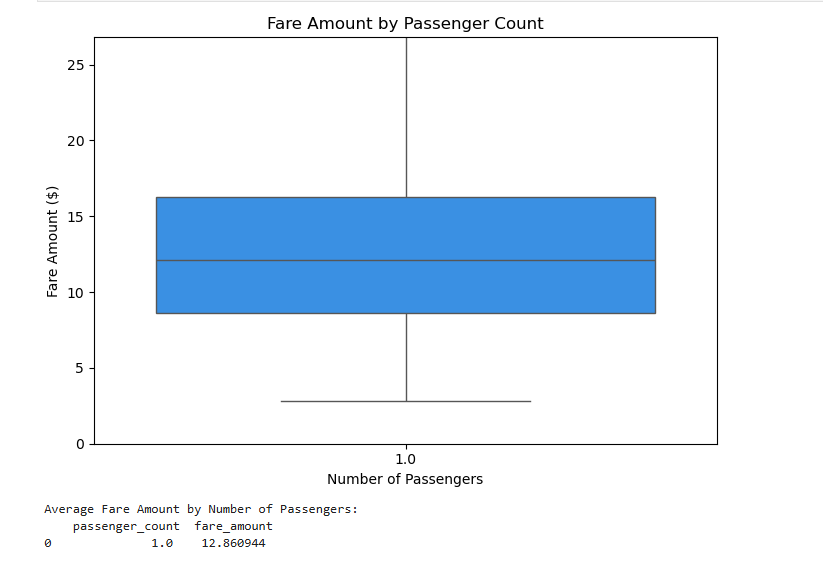 Fare Amount by Passenger Count
25
20
15
10
5
0
Fare Amount ($)
1.0
Number of Passengers
Average Fare Amount by Number of Passengers:
passenger_count fare_amount
0 1.0 12.860944